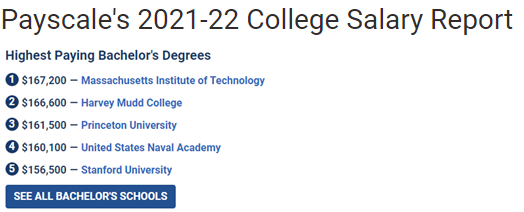 Payscale's 2021-22 College Salary Report
Highest Paying Bachelor's Degrees
1 $167,200 — Massachusetts Institute of Technology
2 $166,600 — Harvey Mudd College
3 $161,500 — Princeton University
4 $160,100 — United States Naval Academy
5 $156,500 — Stanford University
SEE ALL BACHELOR'S SCHOOLS